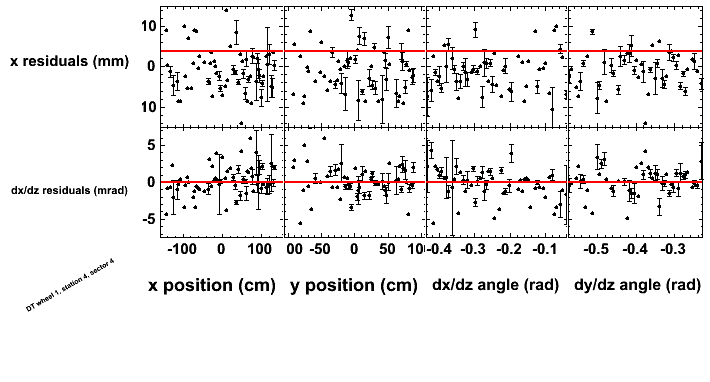 10
x residuals (mm)
0
10
5
dx/dz residuals (mrad)
0
-5
-100 0 100 00 -50 0 50 10 -0.4 -0.3 -0.2 -0.1 -0.5 -0.4 -0.3
x position (cm) y position (cm) dx/dz angle (rad) dy/dz angle (rad)
DT wheel 1, station 4, sector 4